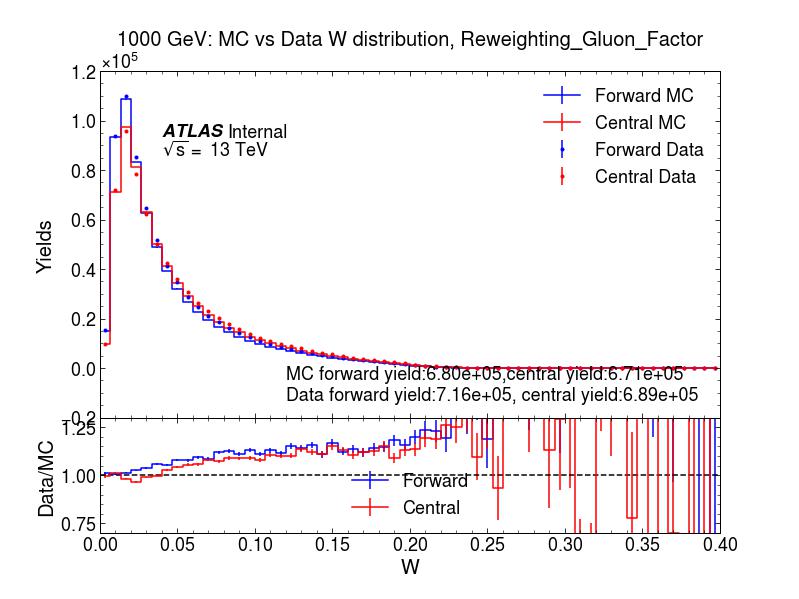 1000 GeV: MC vs Data W distribution, Reweighting_Gluon_Factor
×10⁵
1.2
1.0
0.8
0.6
0.4
0.2
0.0
0.2
Yields
ATLAS Internal
√s = 13 TeV
Forward MC
Central MC
Forward Data
Central Data
MC forward yield:6.80e+05,central yield:6.71e+05
Data forward yield:7.16e+05, central yield:6.89e+05
1.25
1.00
0.75
Data/MC
Forward
Central
0.00 0.05 0.10 0.15 0.20 0.25 0.30 0.35 0.40
W